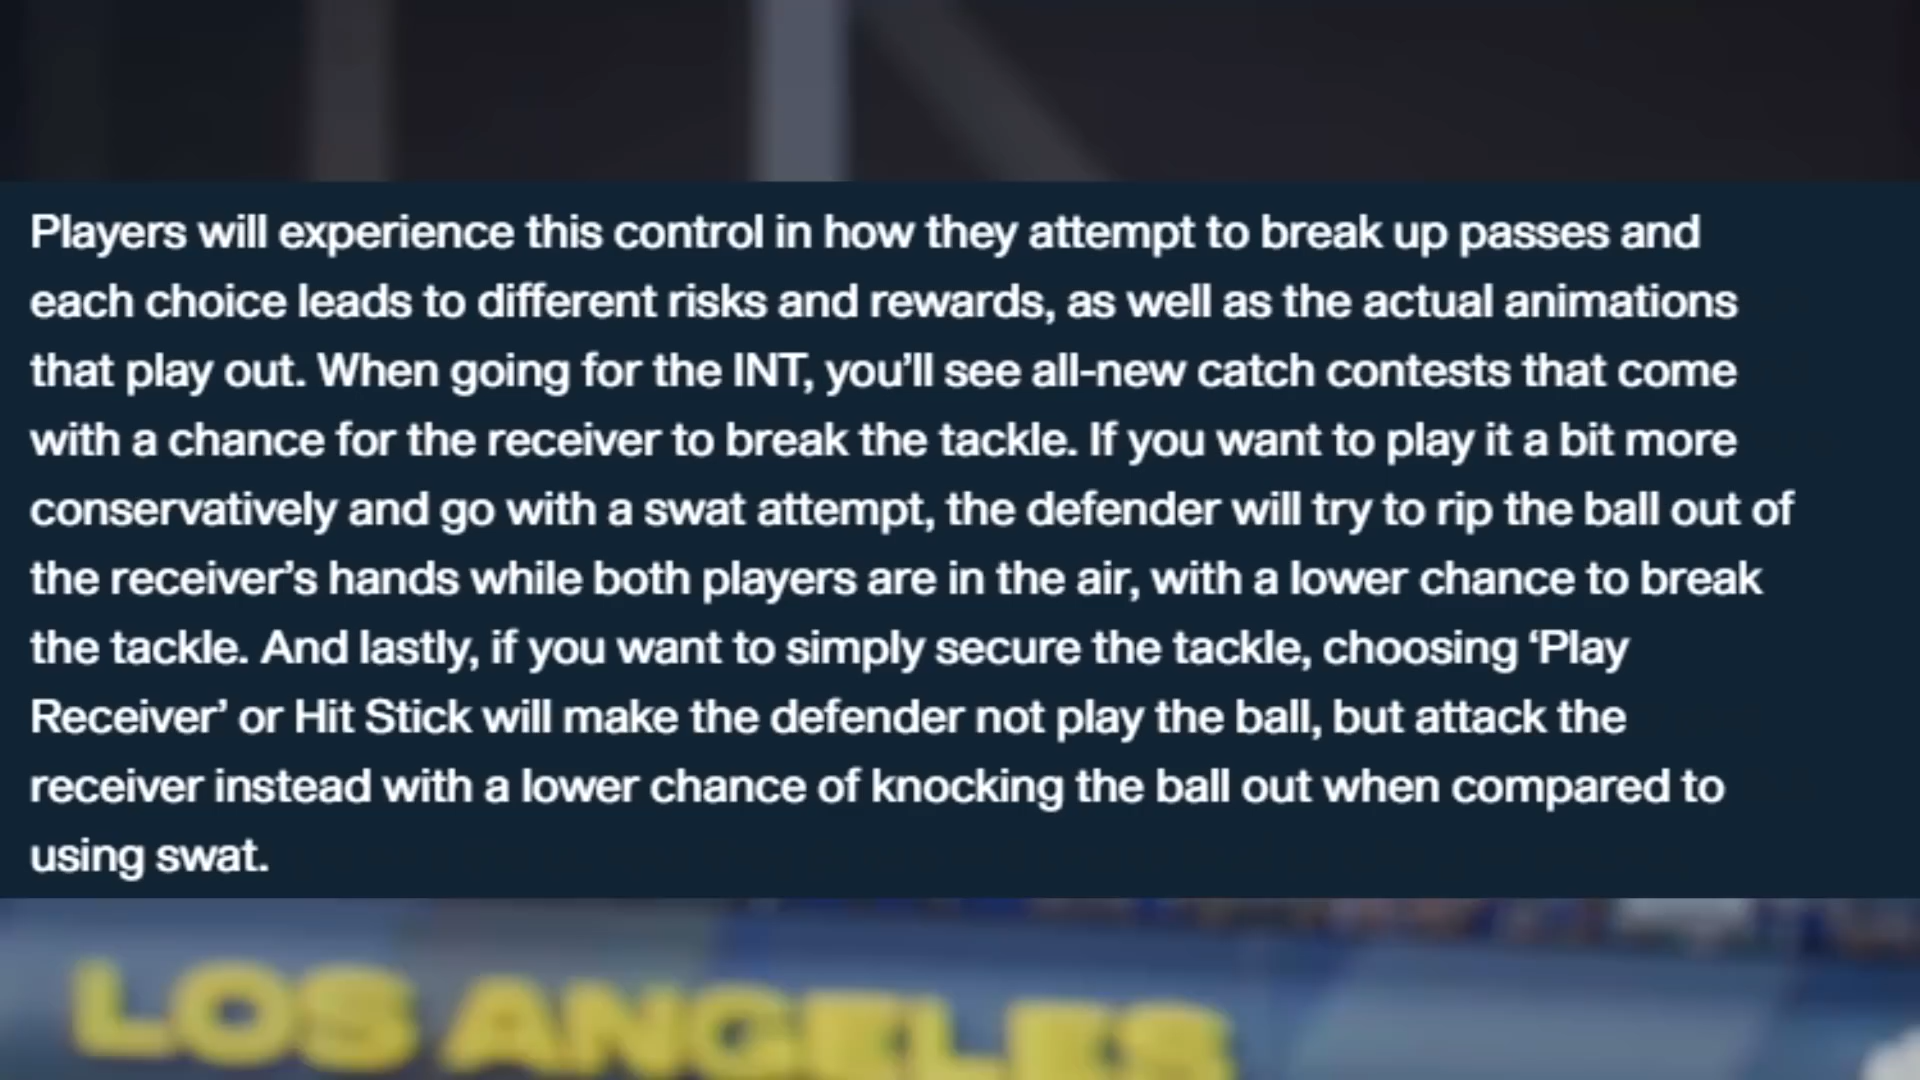 Players will experience this control in how they attempt to break up passes and
each choice leads to different risks and rewards, as well as the actual animations
that play out. When going for the INT, you’ll see all-new catch contests that come
with a chance for the receiver to break the tackle. If you want to play it a bit more
conservatively and go with a swat attempt, the defender will try to rip the ball out of
the receiver’s hands while both players are in the air, with a lower chance to break
the tackle. And lastly, if you want to simply secure the tackle, choosing ‘Play
Receiver’ or Hit Stick will make the defender not play the ball, but attack the
receiver instead with a lower chance of knocking the ball out when compared to
using swat.
LOS ANGELES